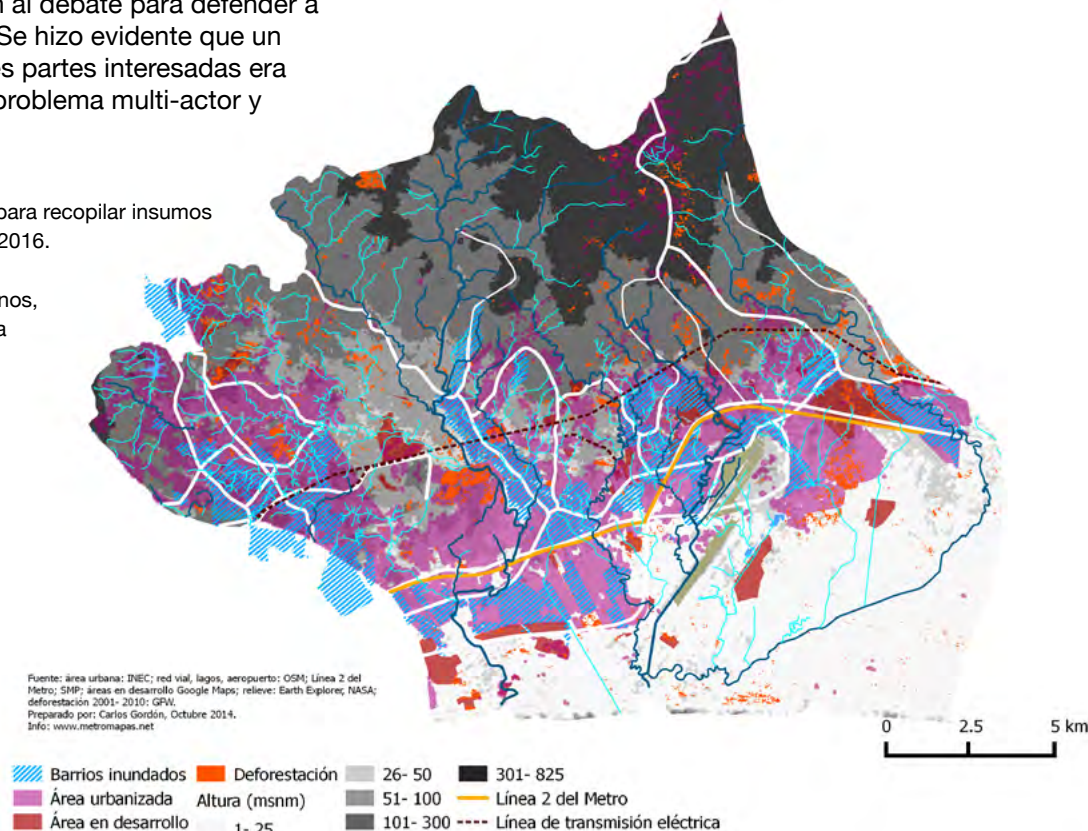 n al debate para defender a
Se hizo evidente que un
es partes interesadas era
problema multi-actor y
para recopilar insumos
2016.
nos,
a
Fuente: área urbana: INEC; red vial, lagos, aeropuerto: OSM; Línea 2 del
Metro; SMP; áreas en desarrollo Google Maps; relieve: Earth Explorer, NASA;
deforestación 2001- 2010: GFW.
Preparado por: Carlos Gordón, Octubre 2014.
Info: www.metromapas.net
0 2.5 5 km
Barrios inundados Deforestación 26- 50 301- 825
Área urbanizada Altura (msnm) 51- 100 Línea 2 del Metro
Área en desarrollo 1- 25 101- 300 Línea de transmisión eléctrica